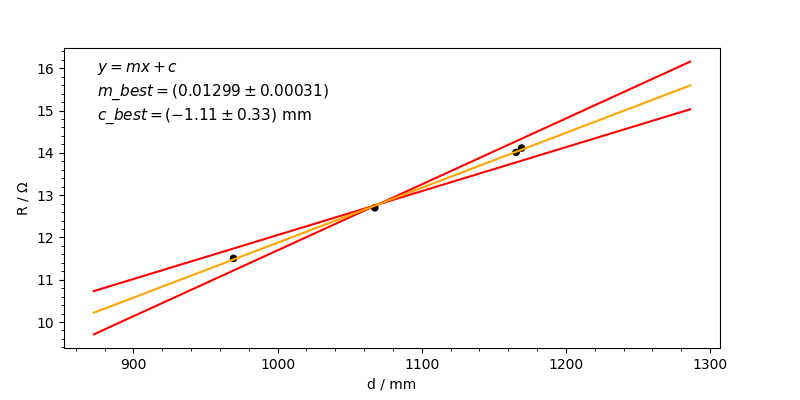 y = mx + c
m_best = (0.01299 ± 0.00031)
c_best = (−1.11 ± 0.33) mm
16
15
14
13
12
11
10
R / Ω
900 1000 1100 1200 1300
d / mm